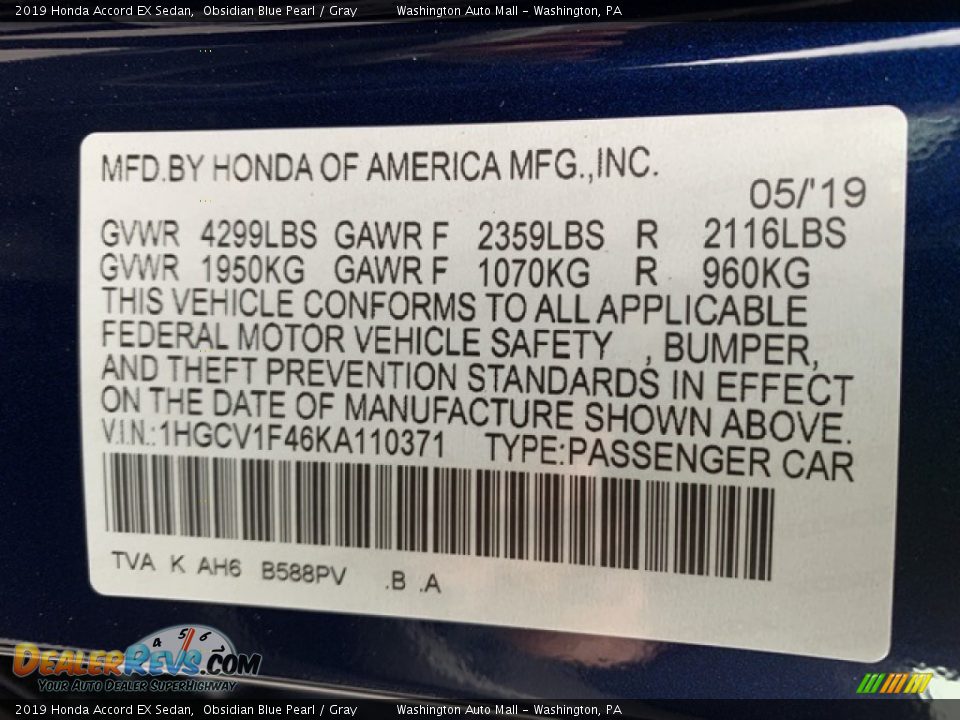 2019 Honda Accord EX Sedan, Obsidian Blue Pearl / Gray Washington Auto Mall - Washington, PA
MFD.BY HONDA OF AMERICA MFG.,INC.
05/'19
GVWR 4299LBS GAWR F 2359LBS R 2116LBS
GVWR 1950KG GAWR F 1070KG R 960KG
THIS VEHICLE CONFORMS TO ALL APPLICABLE
FEDERAL MOTOR VEHICLE SAFETY , BUMPER,
AND THEFT PREVENTION STANDARDS IN EFFECT
ON THE DATE OF MANUFACTURE SHOWN ABOVE.
V.I.N.:1HGCV1F46KA110371 TYPE:PASSENGER CAR
TVA K AH6 B588PV .B .A
4 5 6
DEALERREVS.COM
YOUR AUTO DEALER SUPERHIGHWAY
2019 Honda Accord EX Sedan, Obsidian Blue Pearl / Gray Washington Auto Mall - Washington, PA